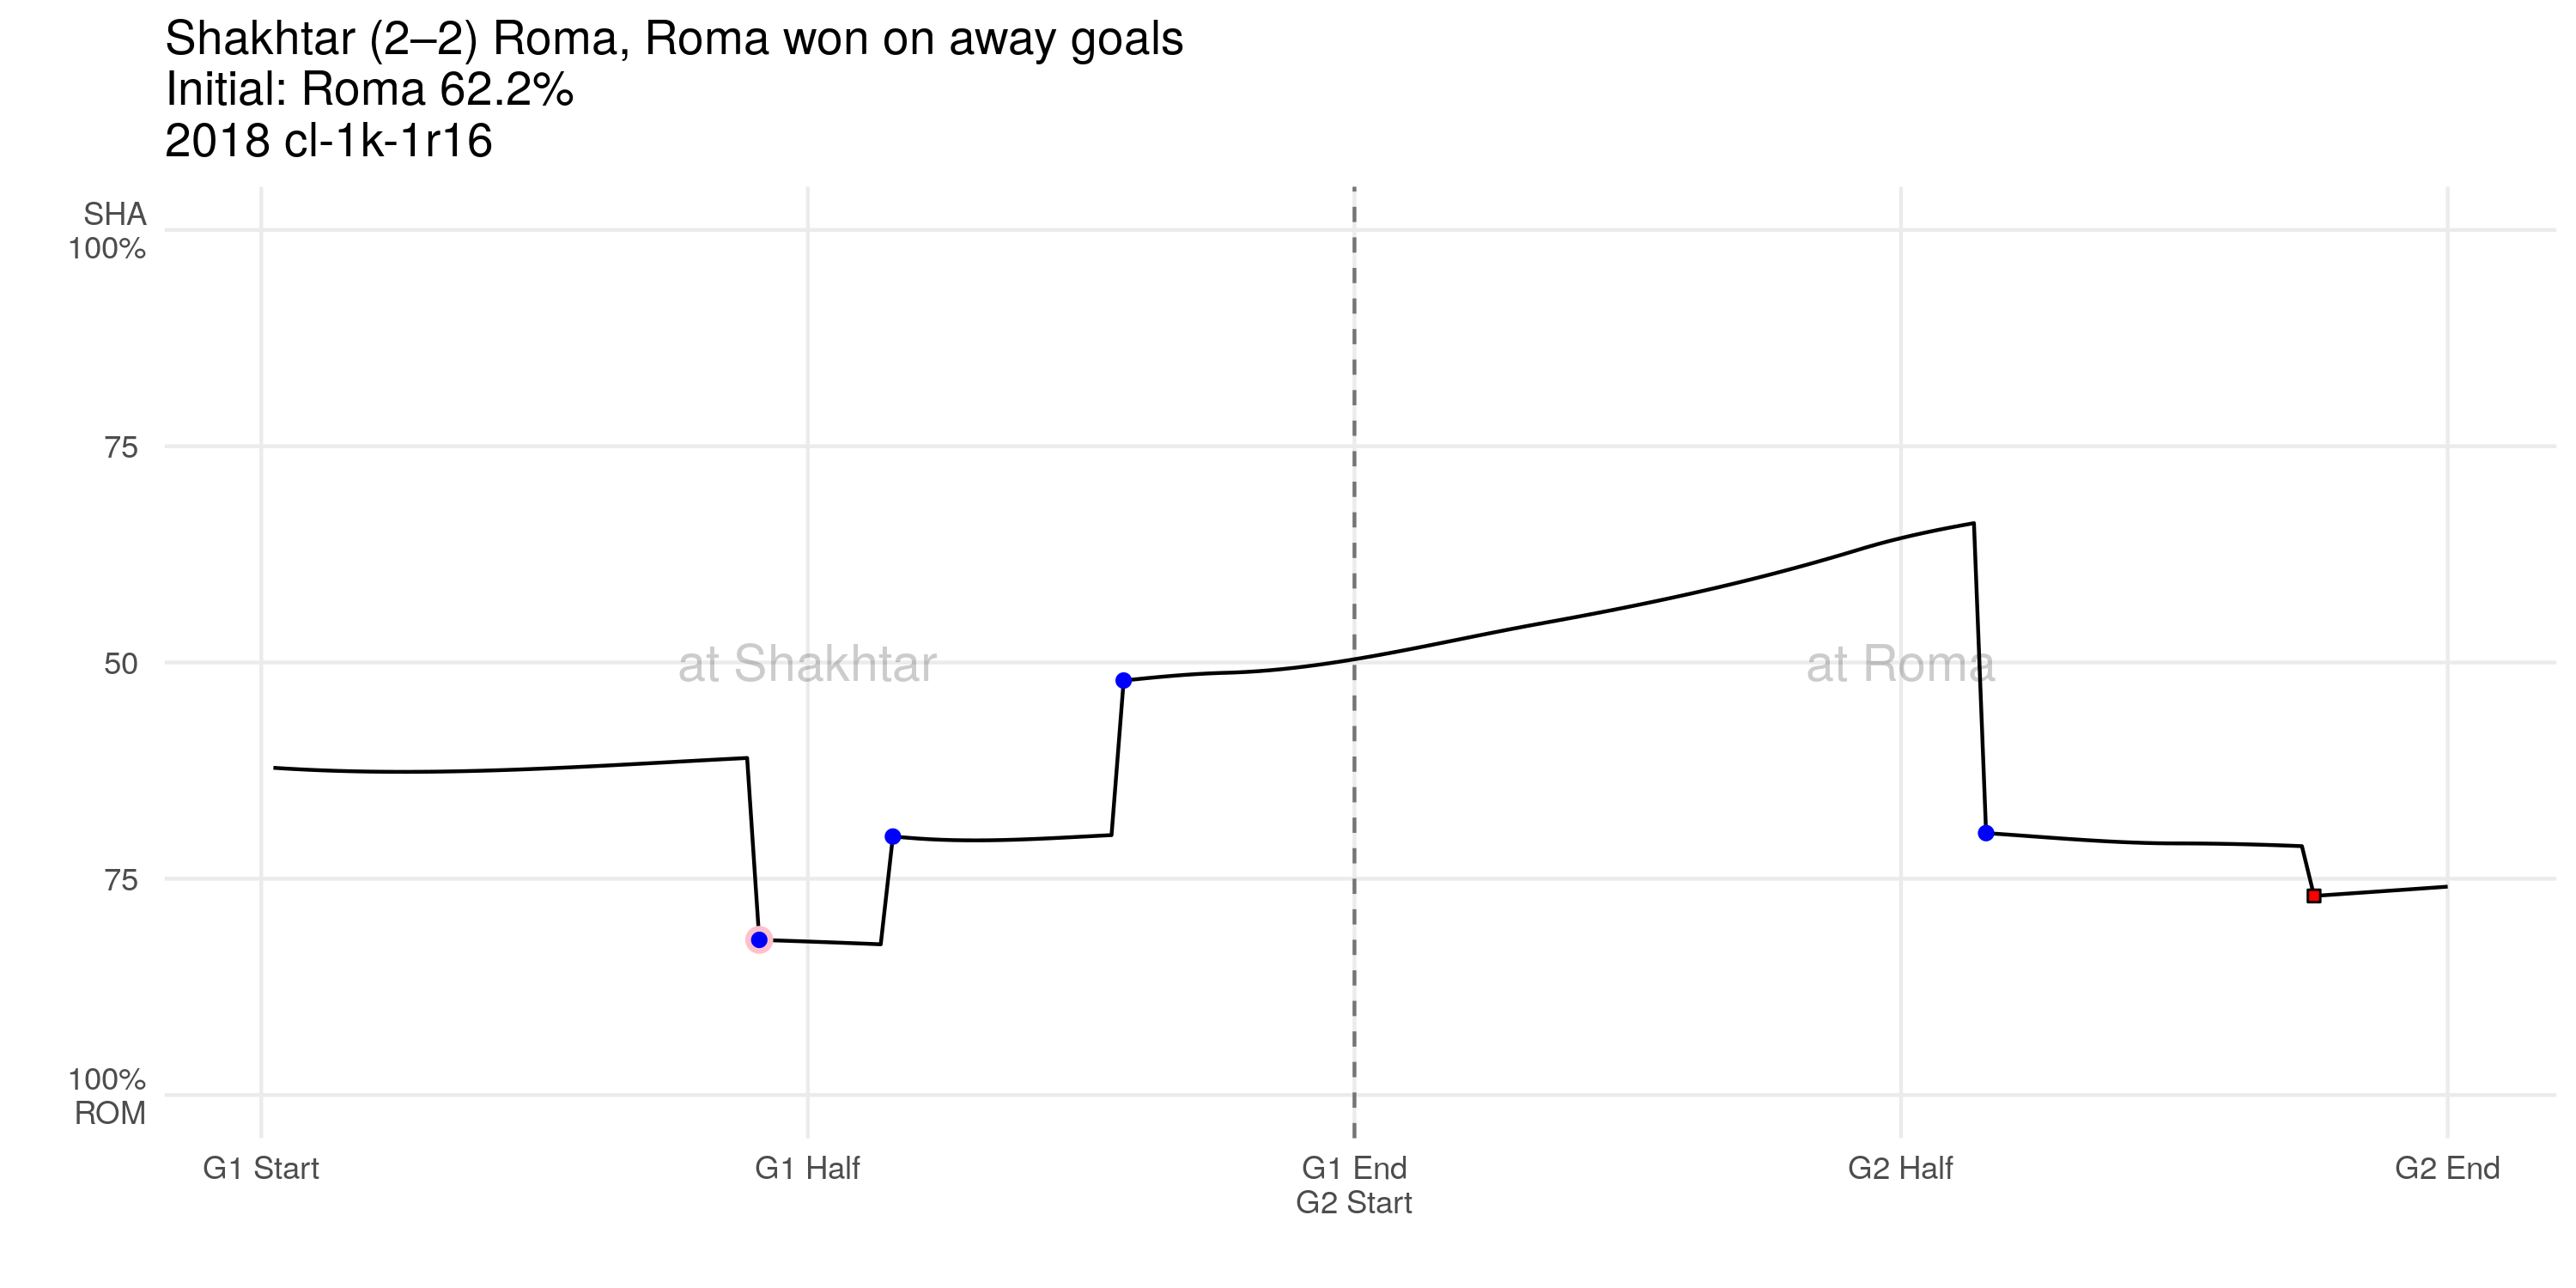 Shakhtar (2–2) Roma, Roma won on away goals
Initial: Roma 62.2%
2018 cl-1k-1r16
SHA
100%
75
50
75
100%
ROM
at Shakhtar
at Roma
G1 Start
G1 Half
G1 End
G2 Start
G2 Half
G2 End